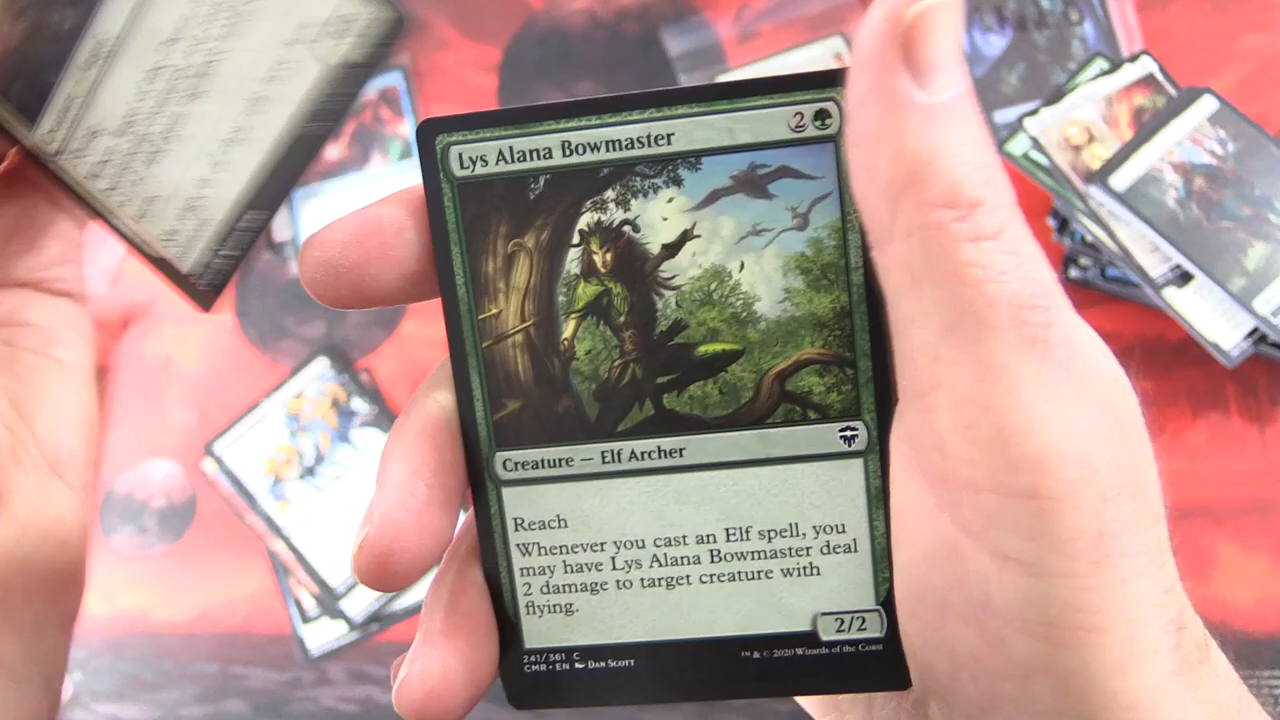 Lys Alana Bowmaster
2
Creature — Elf Archer
Reach
Whenever you cast an Elf spell, you
may have Lys Alana Bowmaster deal
2 damage to target creature with
flying.
2/2
241/361 C
CMR • EN DAN SCOTT
™ & © 2020 Wizards of the Coast